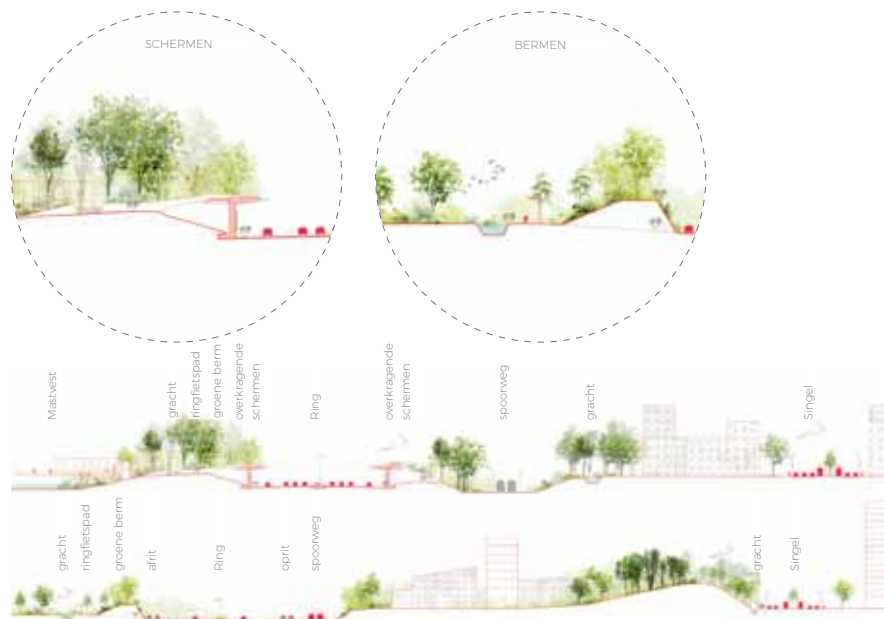 SCHERMEN
BERMEN
Mastvest
gracht
ringfietspad
groene berm
overkragende
schermen
Ring
overkragende
schermen
spoorweg
gracht
Singel
gracht
ringfietspad
groene berm
afrit
Ring
oprit
spoorweg
gracht
Singel